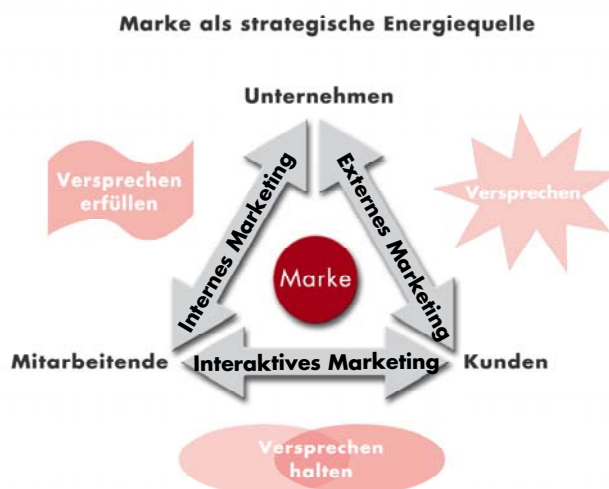 Marke als strategische Energiequelle
Unternehmen
Versprechen
erfüllen
Internes Marketing
Externes Marketing
Versprechen
Marke
Mitarbeitende
Interaktives Marketing
Kunden
Versprechen
halten